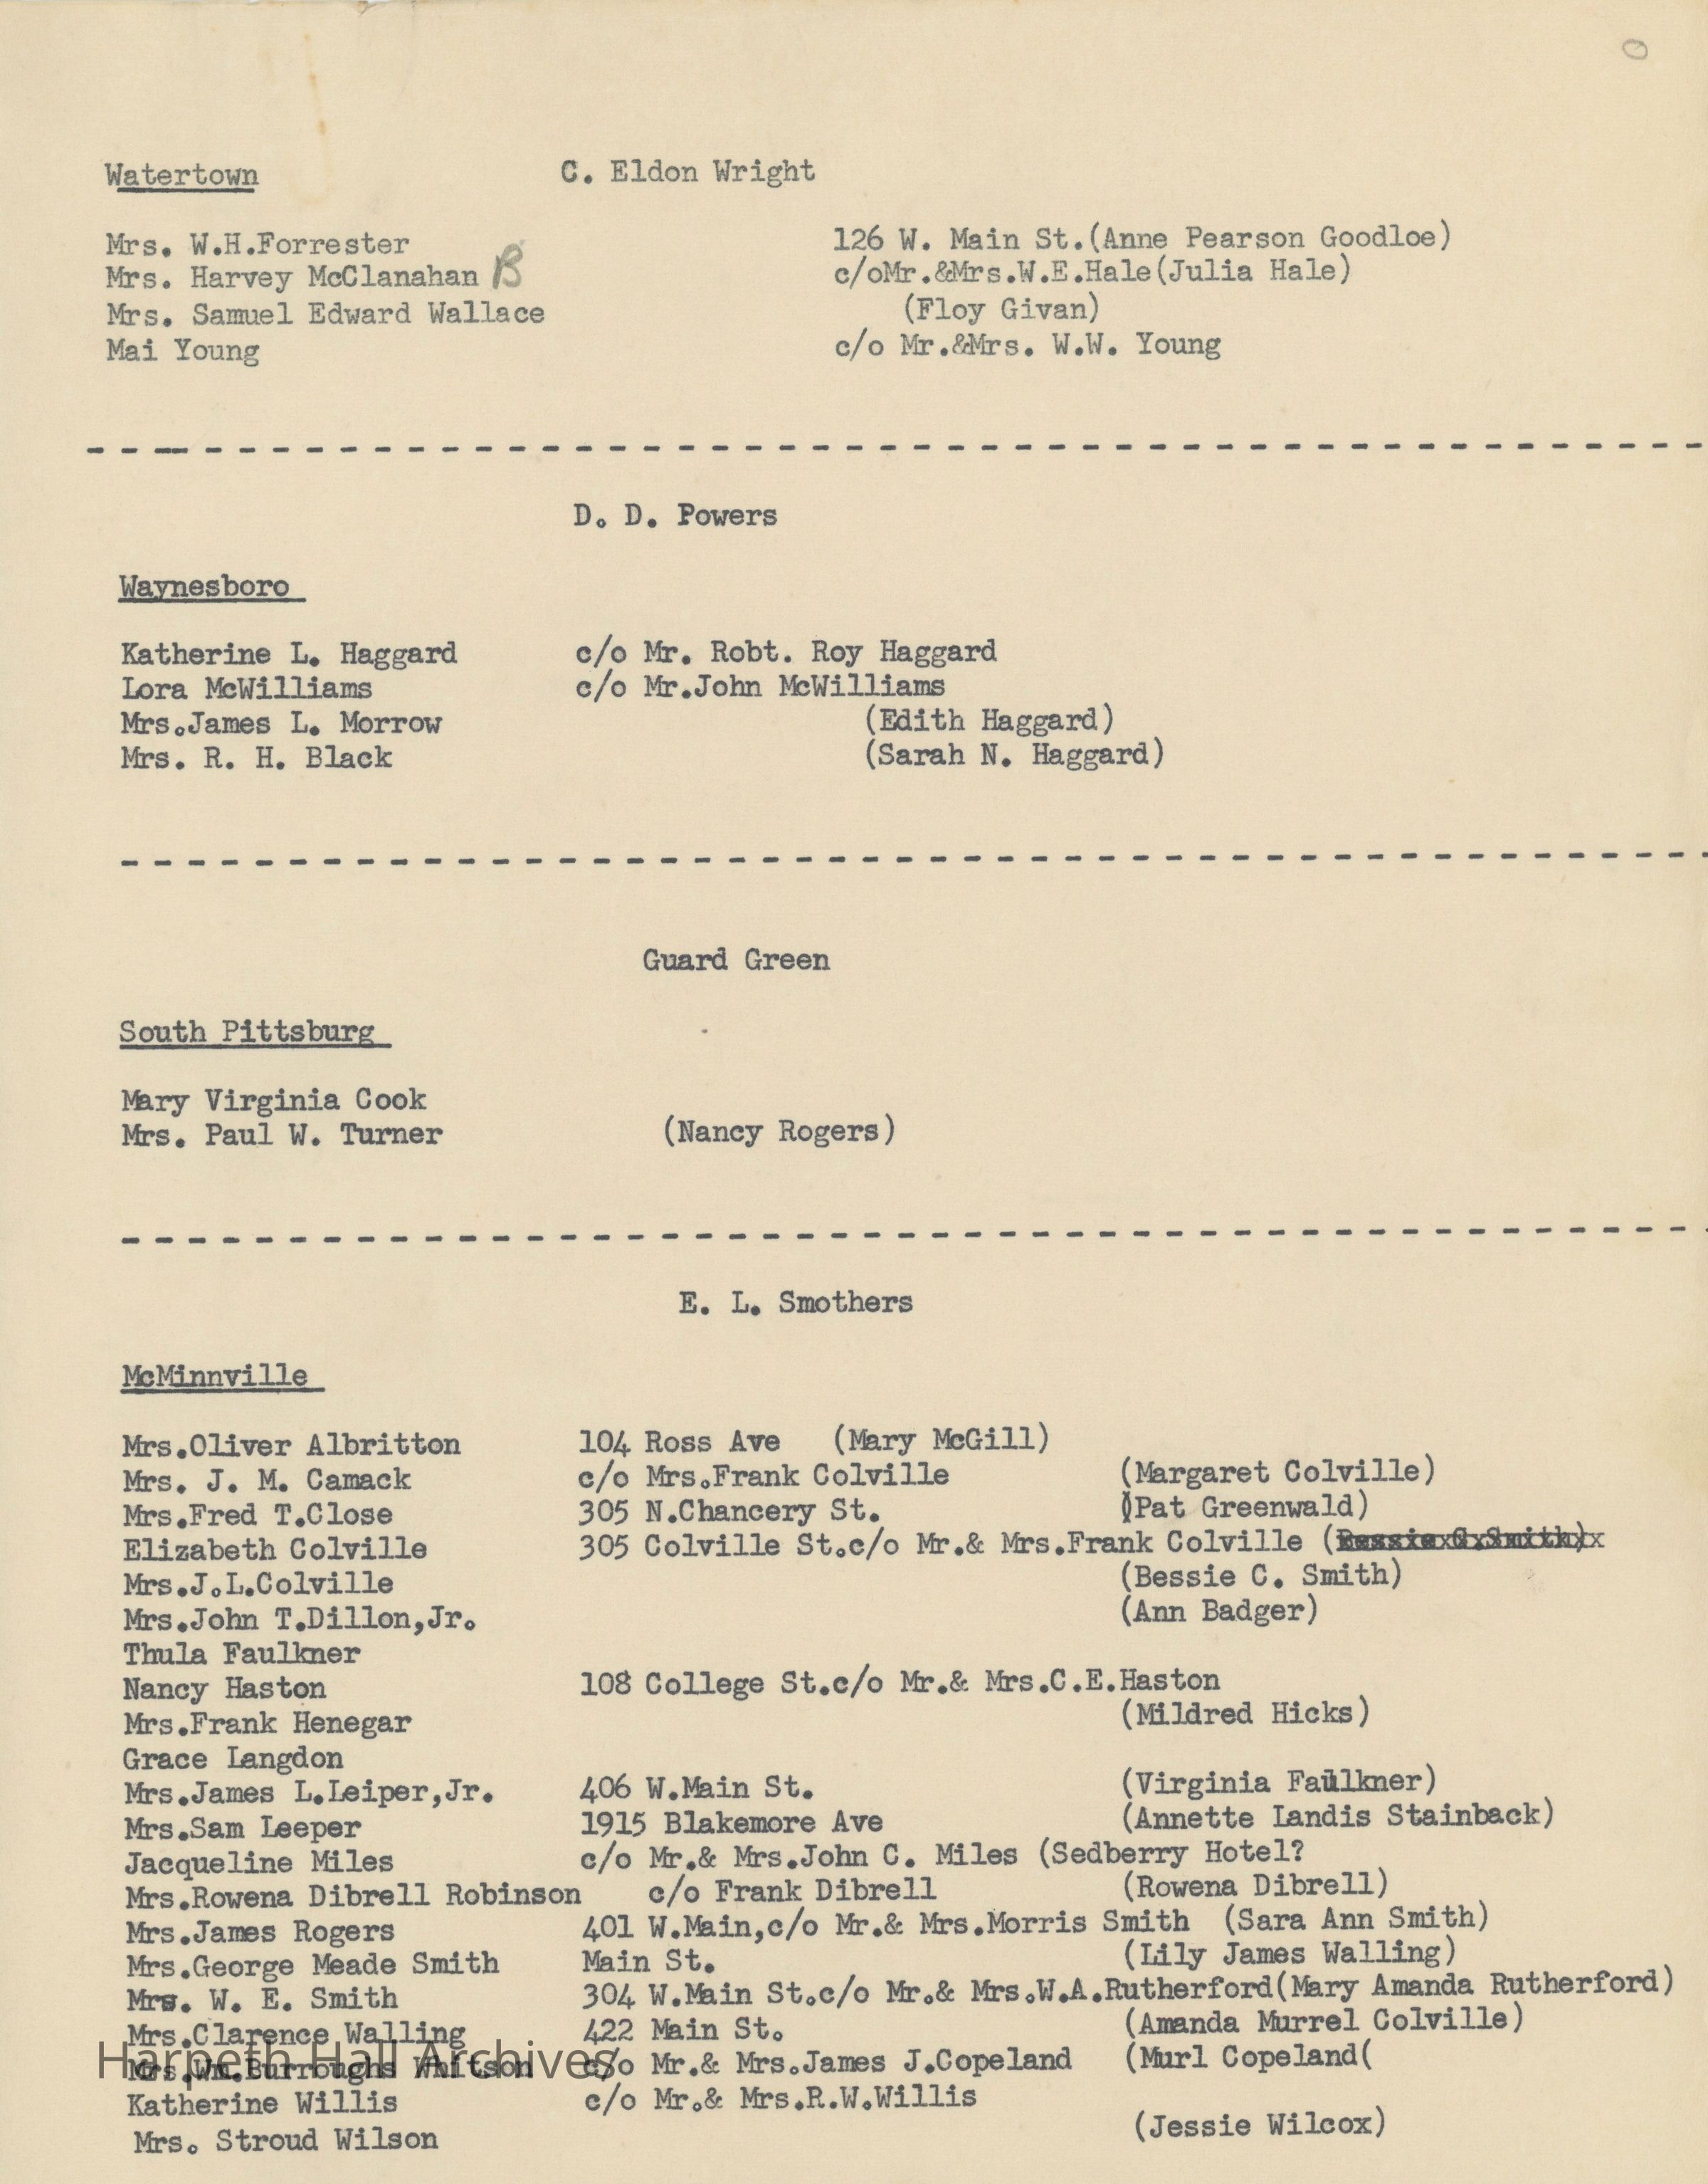 O
Watertown C. Eldon Wright
Mrs. W.H.Forrester 126 W. Main St.(Anne Pearson Goodloe)
Mrs. Harvey McClanahan B c/oMr.&Mrs.W.E.Hale(Julia Hale)
Mrs. Samuel Edward Wallace (Floy Givan)
Mai Young c/o Mr.&Mrs. W.W. Young
D. D. Powers
Waynesboro
Katherine L. Haggard c/o Mr. Robt. Roy Haggard
Lora McWilliams c/o Mr.John McWilliams
Mrs.James L. Morrow (Edith Haggard)
Mrs. R. H. Black (Sarah N. Haggard)
Guard Green
South Pittsburg
Mary Virginia Cook
Mrs. Paul W. Turner (Nancy Rogers)
E. L. Smothers
McMinnville
Mrs.Oliver Albritton 104 Ross Ave (Mary McGill)
Mrs. J. M. Camack c/o Mrs.Frank Colville (Margaret Colville)
Mrs.Fred T.Close 305 N.Chancery St. (Pat Greenwald)
Elizabeth Colville 305 Colville St.c/o Mr.& Mrs.Frank Colville (Bessie C.Smith)
Mrs.J.L.Colville (Bessie C. Smith)
Mrs.John T.Dillon,Jr. (Ann Badger)
Thula Faulkner
Nancy Haston 108 College St.c/o Mr.& Mrs.C.E.Haston
Mrs.Frank Henegar (Mildred Hicks)
Grace Langdon
Mrs.James L.Leiper,Jr. 406 W.Main St. (Virginia Faulkner)
Mrs.Sam Leeper 1915 Blakemore Ave (Annette Landis Stainback)
Jacqueline Miles c/o Mr.& Mrs.John C. Miles (Sedberry Hotel?
Mrs.Rowena Dibrell Robinson c/o Frank Dibrell (Rowena Dibrell)
Mrs.James Rogers 401 W.Main,c/o Mr.& Mrs.Morris Smith (Sara Ann Smith)
Mrs.George Meade Smith Main St. (Lily James Walling)
Mrs. W. E. Smith 304 W.Main St.c/o Mr.& Mrs.W.A.Rutherford(Mary Amanda Rutherford)
Mrs.Clarence Walling 422 Main St. (Amanda Murrel Colville)
Mrs.Wm.Burroughs Whitson c/o Mr.& Mrs.James J.Copeland (Murl Copeland(
Harpeth Hall Archives
Katherine Willis c/o Mr.& Mrs.R.W.Willis
Mrs. Stroud Wilson (Jessie Wilcox)